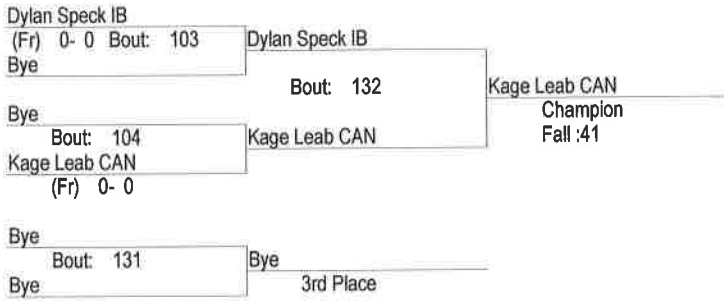 Dylan Speck IB
(Fr) 0- 0 Bout: 103
Bye
Dylan Speck IB
Bout: 132
Kage Leab CAN
Champion
Fall :41
Bye
Bout: 104
Kage Leab CAN
Kage Leab CAN
(Fr) 0- 0
Bye
Bout: 131
Bye
Bye
3rd Place